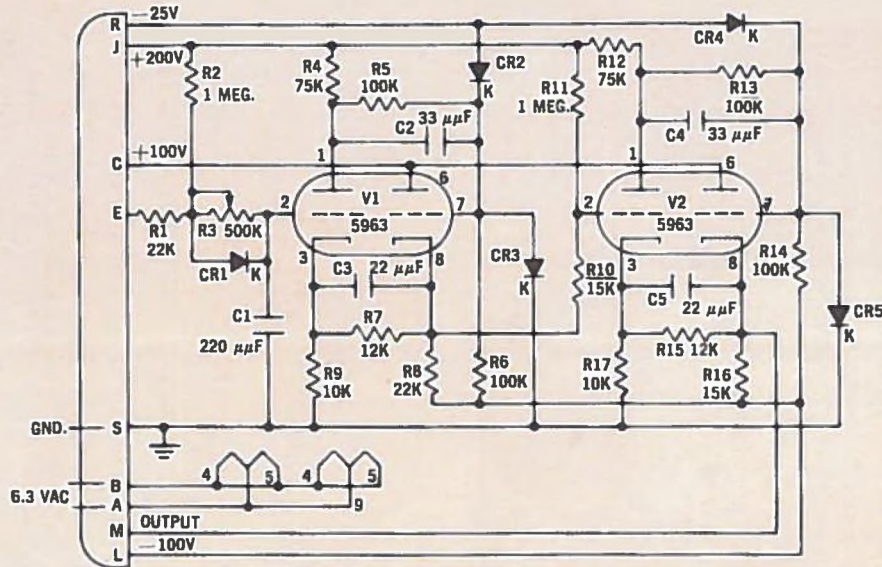 R
−25V
J
+200V
R2
1 MEG.
R4
75K
R5
100K
CR2
K
CR4
K
R12
75K
R11
1 MEG.
R13
100K
C2
33 μμF
C4
33 μμF
C
+100V
1
6
1
6
E
R1
22K
R3
500K
2
V1
5963
7
2
V2
5963
7
CR1
K
3
8
C3
22 μμF
CR3
K
R10
15K
3
8
C5
22 μμF
R14
100K
CR5
K
C1
220 μμF
R7
12K
R15 12K
R9
10K
R8
22K
R6
100K
R17
10K
R16
15K
GND.
S
4
5
4
5
6.3 VAC
B
A
9
M
OUTPUT
−100V
L